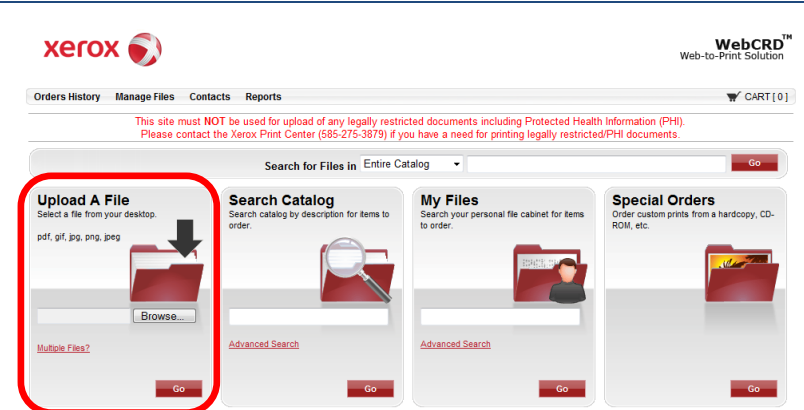 xerox
WebCRD™
Web-to-Print Solution
Orders History Manage Files Contacts Reports CART [ 0 ]
This site must NOT be used for upload of any legally restricted documents including Protected Health Information (PHI).
Please contact the Xerox Print Center (585-275-3879) if you have a need for printing legally restricted/PHI documents.
Search for Files in Entire Catalog Go
Upload A File
Select a file from your desktop.
pdf, gif, jpg, png, jpeg
Browse...
Multiple Files?
Go
Search Catalog
Search catalog by description for items to
order.
Advanced Search
Go
My Files
Search your personal file cabinet for items
to order.
Advanced Search
Go
Special Orders
Order custom prints from a hardcopy, CD-
ROM, etc.
Go